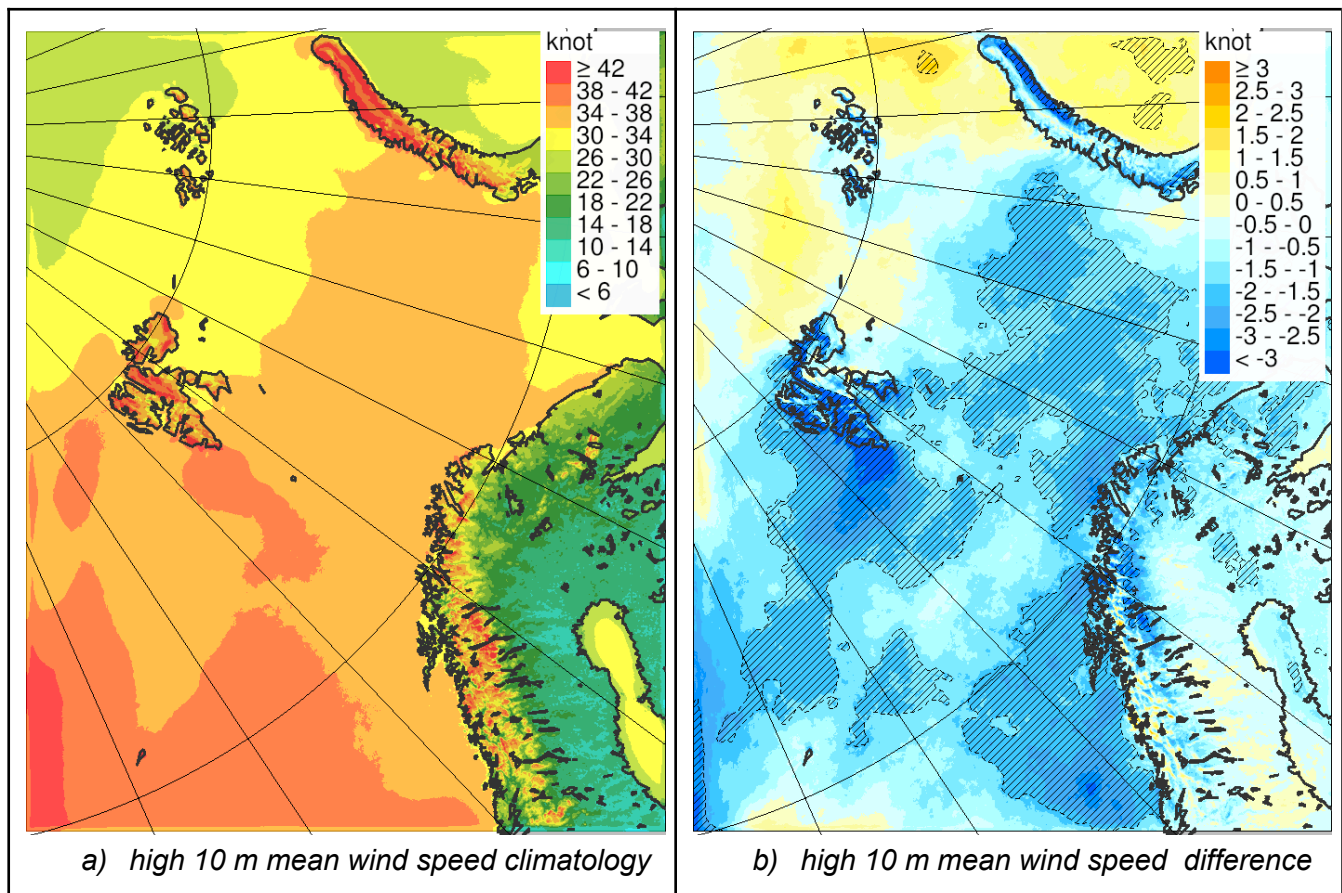 knot
≥ 42
38 - 42
34 - 38
30 - 34
26 - 30
22 - 26
18 - 22
14 - 18
10 - 14
6 - 10
< 6
knot
≥ 3
2.5 - 3
2 - 2.5
1.5 - 2
1 - 1.5
0.5 - 1
0 - 0.5
-0.5 - 0
-1 - -0.5
-1.5 - -1
-2 - -1.5
-2.5 - -2
-3 - -2.5
< -3
a) high 10 m mean wind speed climatology
b) high 10 m mean wind speed difference